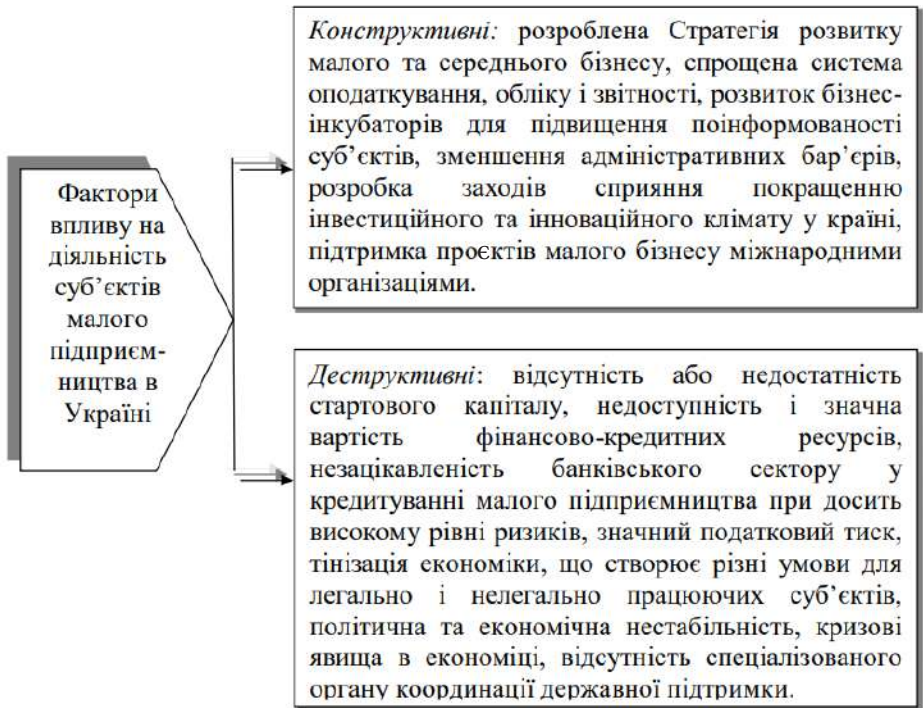 Фактори
впливу на
діяльність
суб’єктів
малого
підприєм-
ництва в
Україні
Конструктивні: розроблена Стратегія розвитку
малого та середнього бізнесу, спрощена система
оподаткування, обліку і звітності, розвиток бізнес-
інкубаторів для підвищення поінформованості
суб’єктів, зменшення адміністративних бар’єрів,
розробка заходів сприяння покращенню
інвестиційного та інноваційного клімату у країні,
підтримка проєктів малого бізнесу міжнародними
організаціями.
Деструктивні: відсутність або недостатність
стартового капіталу, недоступність і значна
вартість фінансово-кредитних ресурсів,
незацікавленість банківського сектору у
кредитуванні малого підприємництва при досить
високому рівні ризиків, значний податковий тиск,
тінізація економіки, що створює різні умови для
легально і нелегально працюючих суб’єктів,
політична та економічна нестабільність, кризові
явища в економіці, відсутність спеціалізованого
органу координації державної підтримки.